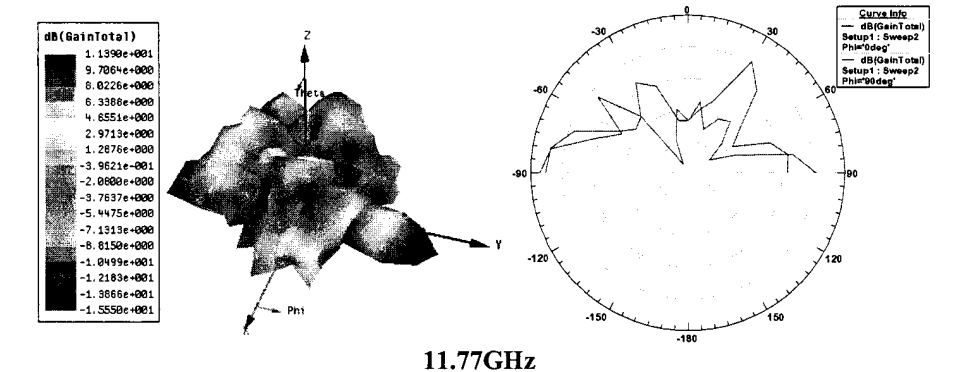 dB(GainTotal)
1.1390e+001
9.7064e+000
8.0226e+000
6.3388e+000
4.6551e+000
2.9713e+000
1.2876e+000
-3.9621e-001
-2.0800e+000
-3.7637e+000
-5.4475e+000
-7.1313e+000
-8.8150e+000
-1.0499e+001
-1.2183e+001
-1.3866e+001
-1.5550e+001
Z
Theta
Y
Phi
X
0
30
60
90
120
150
-180
-150
-120
-90
-60
-30
Curve Info
dB(GainTotal)
Setup1 : Sweep2
Phi='0deg'
dB(GainTotal)
Setup1 : Sweep2
Phi='90deg'
11.77GHz